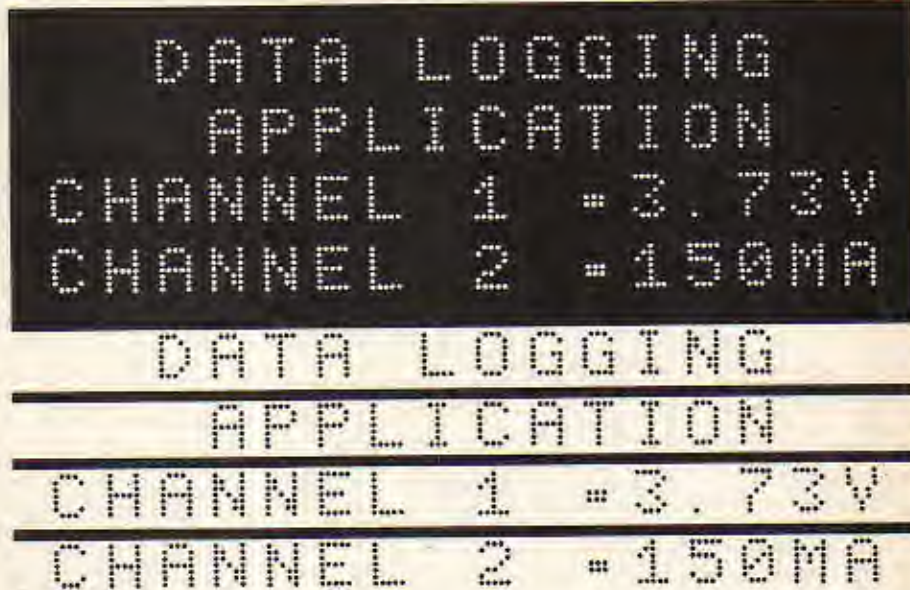 DATA LOGGING
APPLICATION
CHANNEL 1 =3.73V
CHANNEL 2 =150MA
DATA LOGGING
APPLICATION
CHANNEL 1 =3.73V
CHANNEL 2 =150MA